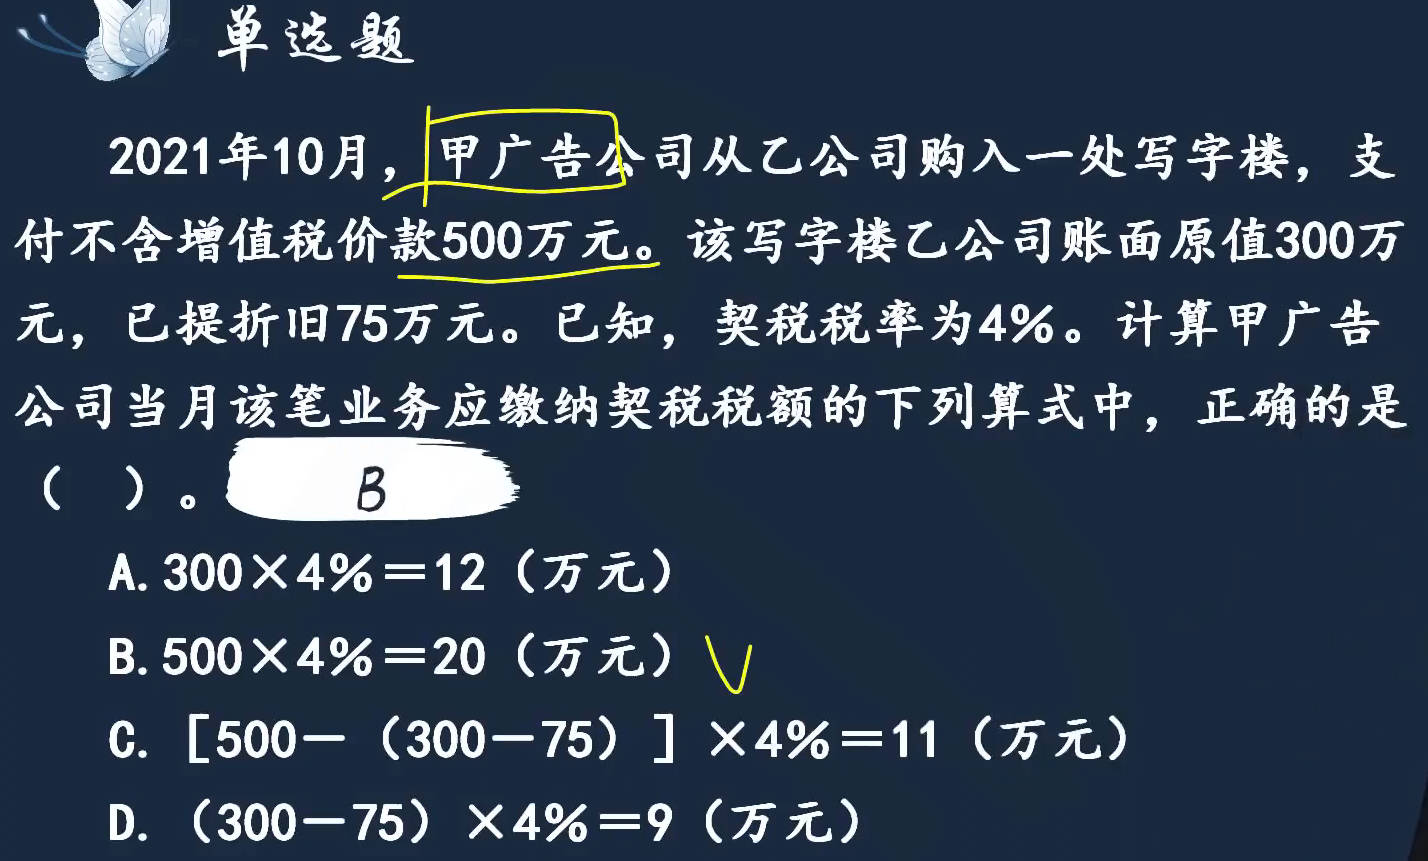 单选题
2021年10月，甲广告公司从乙公司购入一处写字楼，支
付不含增值税价款500万元。该写字楼乙公司账面原值300万
元，已提折旧75万元。已知，契税税率为4%。计算甲广告
公司当月该笔业务应缴纳契税税额的下列算式中，正确的是
（　）。 B
A. 300×4%＝12（万元）
B. 500×4%＝20（万元）
C. ［500－（300－75）］×4%＝11（万元）
D. （300－75）×4%＝9（万元）